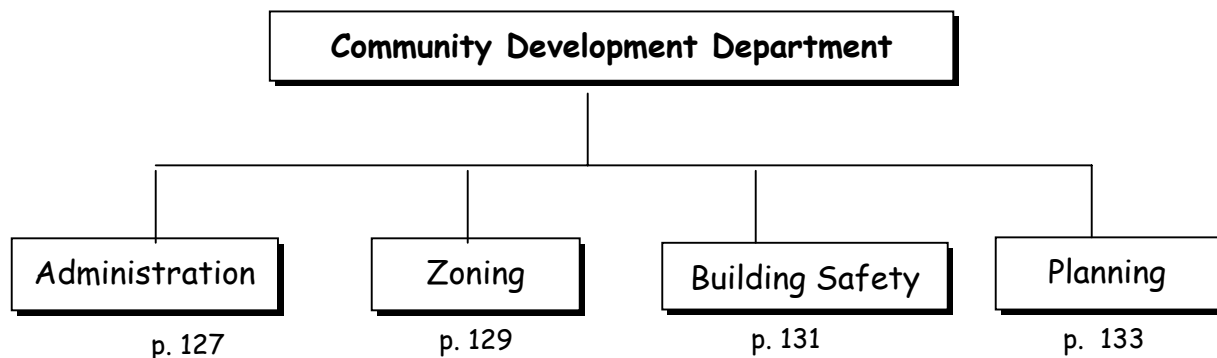 Community Development Department
Administration
Zoning
Building Safety
Planning
p. 127
p. 129
p. 131
p. 133